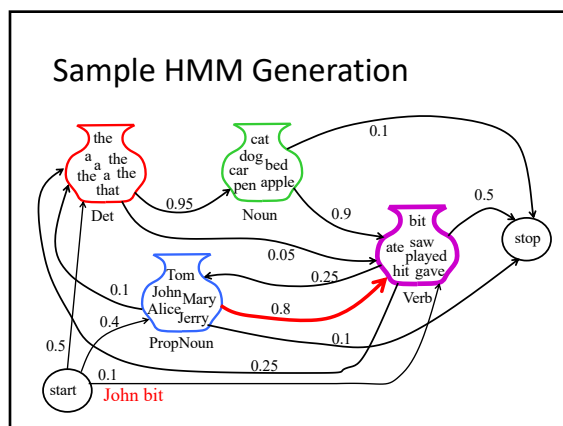 Sample HMM Generation
the
a
a
the
the
a
the
that
Det
cat
dog
car
bed
pen
apple
Noun
0.1
0.95
0.9
bit
ate
saw
played
hit
gave
Verb
0.5
stop
0.05
0.25
Tom
John
Mary
Alice
Jerry
PropNoun
0.1
0.8
0.1
0.4
0.5
0.25
0.1
start
John bit